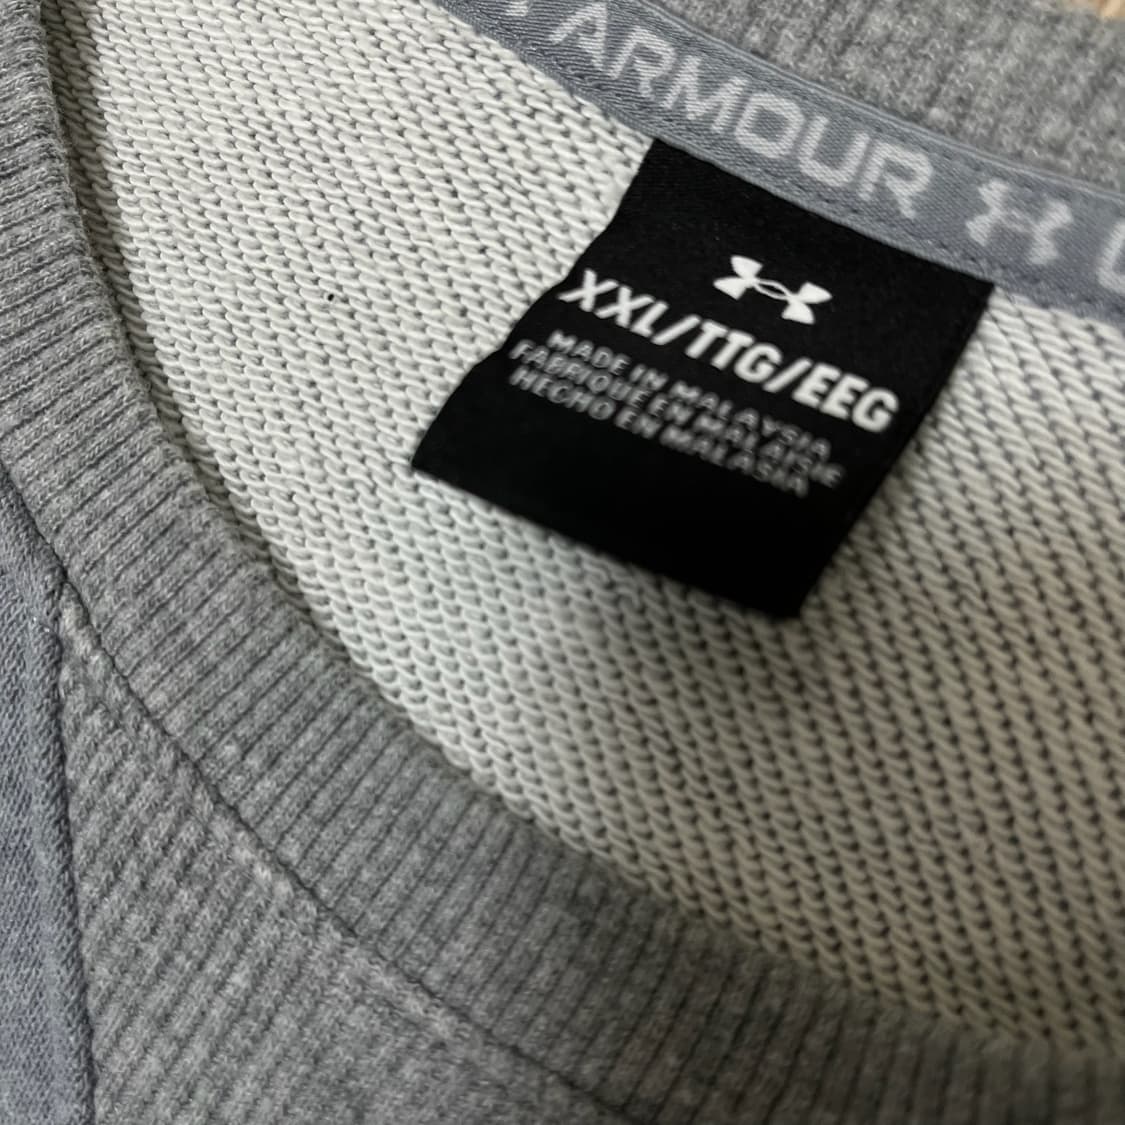 ARMOUR
XXL/TTG/EEG
MADE IN MALAYSIA
FABRIQUE EN MALAISIE
HECHO EN MALASIA